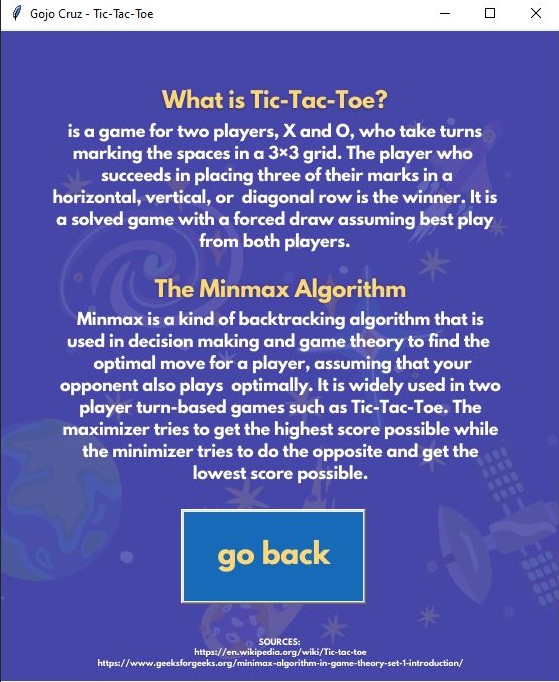 Gojo Cruz - Tic-Tac-Toe
What is Tic-Tac-Toe?
is a game for two players, X and O, who take turns
marking the spaces in a 3×3 grid. The player who
succeeds in placing three of their marks in a
horizontal, vertical, or diagonal row is the winner. It is
a solved game with a forced draw assuming best play
from both players.
The Minmax Algorithm
Minmax is a kind of backtracking algorithm that is
used in decision making and game theory to find the
optimal move for a player, assuming that your
opponent also plays optimally. It is widely used in two
player turn-based games such as Tic-Tac-Toe. The
maximizer tries to get the highest score possible while
the minimizer tries to do the opposite and get the
lowest score possible.
go back
SOURCES:
https://en.wikipedia.org/wiki/Tic-tac-toe
https://www.geeksforgeeks.org/minimax-algorithm-in-game-theory-set-1-introduction/